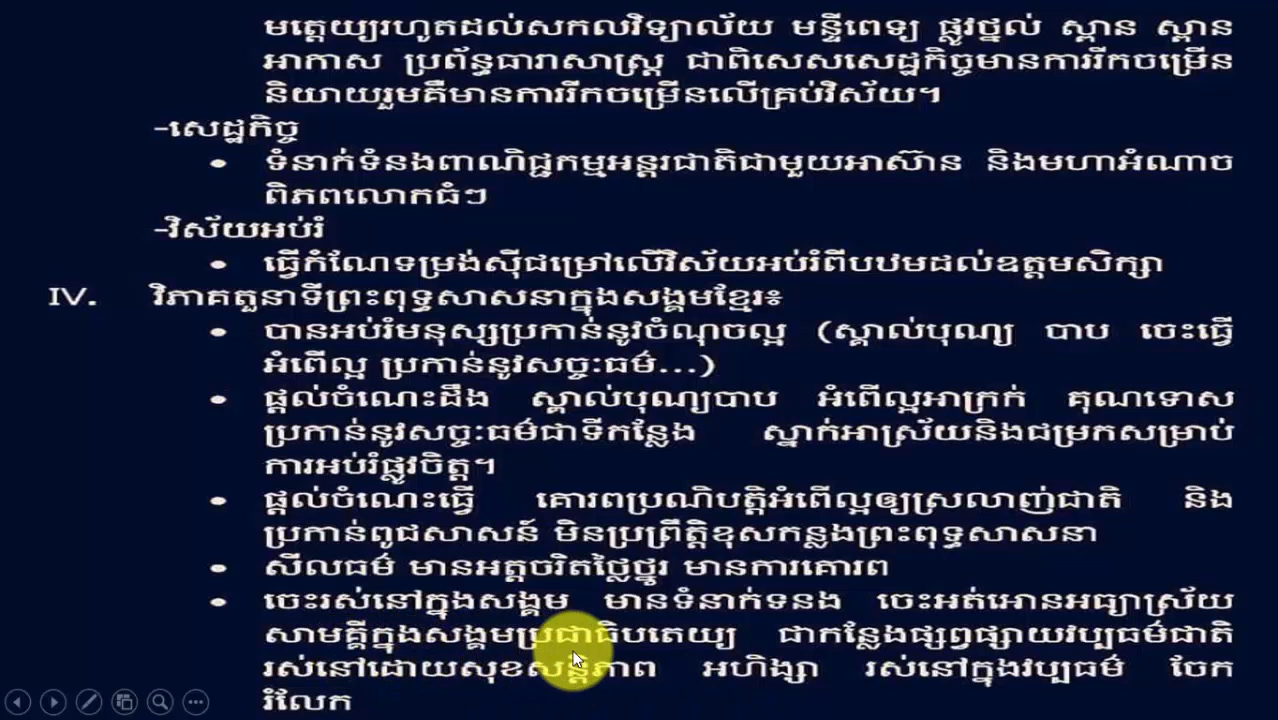 មត្តេយ្យរហូតដល់សកលវិទ្យាល័យ មន្ទីពេទ្យ ផ្លូវថ្នល់ ស្ពាន ស្ពាន
អាកាស ប្រព័ន្ធធារាសាស្ត្រ ជាពិសេសសេដ្ឋកិច្ចមានការរីកចម្រើន
និយាយរួមគឺមានការរីកចម្រើនលើគ្រប់វិស័យ។
-សេដ្ឋកិច្ច
• ទំនាក់ទំនងពាណិជ្ជកម្មអន្តរជាតិជាមួយអាស៊ាន និងមហាអំណាច
ពិភពលោកធំៗ
-វិស័យអប់រំ
• ធ្វើកំណែទម្រង់ស៊ីជម្រៅលើវិស័យអប់រំពីបឋមដល់ឧត្តមសិក្សា
IV. វិភាគតួនាទីព្រះពុទ្ធសាសនាក្នុងសង្គមខ្មែរ៖
• បានអប់រំមនុស្សប្រកាន់នូវចំណុចល្អ (ស្គាល់បុណ្យ បាប ចេះធ្វើ
អំពើល្អ ប្រកាន់នូវសច្ចៈធម៌...)
• ផ្តល់ចំណេះដឹង ស្គាល់បុណ្យបាប អំពើល្អអាក្រក់ គុណទោស
ប្រកាន់នូវសច្ចៈធម៌ជាទីកន្លែង ស្នាក់អាស្រ័យនិងជម្រកសម្រាប់
ការអប់រំផ្លូវចិត្ត។
• ផ្តល់ចំណេះធ្វើ គោរពប្រណិបត្តិអំពើល្អឲ្យស្រលាញ់ជាតិ និង
ប្រកាន់ពូជសាសន៍ មិនប្រព្រឹត្តិខុសកន្លងព្រះពុទ្ធសាសនា
• សីលធម៌ មានអត្តចរិតថ្លៃថ្នូរ មានការគោរព
• ចេះរស់នៅក្នុងសង្គម មានទំនាក់ទនង ចេះអត់អោនអធ្យាស្រ័យ
សាមគ្គីក្នុងសង្គមប្រជាធិបតេយ្យ ជាកន្លែងផ្សព្វផ្សាយវប្បធម៌ជាតិ
រស់នៅដោយសុខសន្តិភាព អហិង្សា រស់នៅក្នុងវប្បធម៌ ចែក
រំលែក